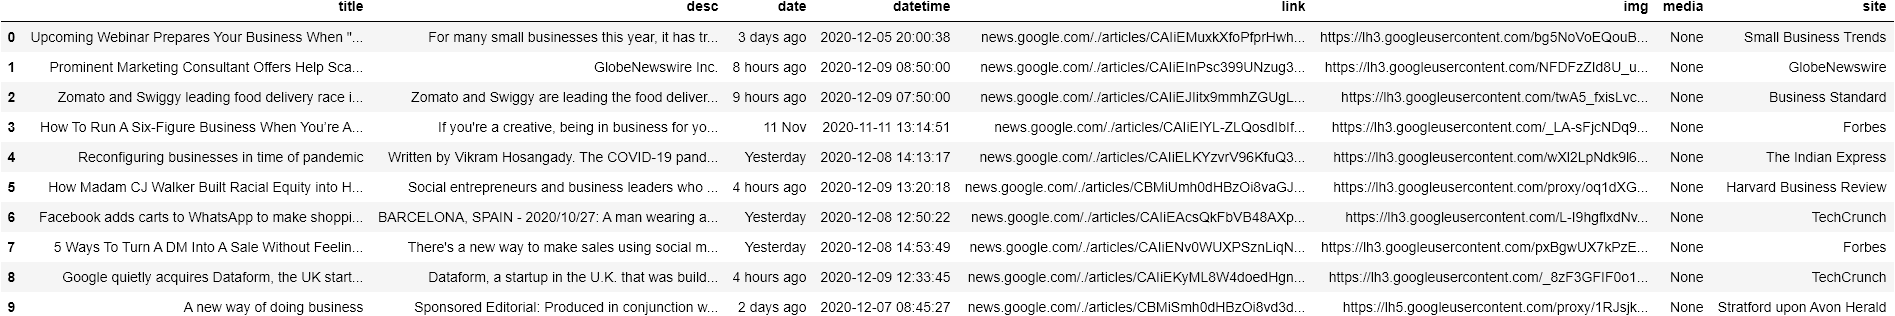 title desc date datetime link img media site
0 Upcoming Webinar Prepares Your Business When "... For many small businesses this year, it has tr... 3 days ago 2020-12-05 20:00:38 news.google.com/./articles/CAIiEMuxkXfoPfprHwh... https://lh3.googleusercontent.com/bg5NoVoEQouB... None Small Business Trends
1 Prominent Marketing Consultant Offers Help Sca... GlobeNewswire Inc. 8 hours ago 2020-12-09 08:50:00 news.google.com/./articles/CAIiEInPsc399UNzug3... https://lh3.googleusercontent.com/NFDFzZId8U_u... None GlobeNewswire
2 Zomato and Swiggy leading food delivery race i... Zomato and Swiggy are leading the food deliver... 9 hours ago 2020-12-09 07:50:00 news.google.com/./articles/CAIiEJIitx9mmhZGUgL... https://lh3.googleusercontent.com/twA5_fxisLvc... None Business Standard
3 How To Run A Six-Figure Business When You’re A... If you're a creative, being in business for yo... 11 Nov 2020-11-11 13:14:51 news.google.com/./articles/CAIiEIYL-ZLQosdIbIf... https://lh3.googleusercontent.com/_LA-sFjcNDq9... None Forbes
4 Reconfiguring businesses in time of pandemic Written by Vikram Hosangady. The COVID-19 pand... Yesterday 2020-12-08 14:13:17 news.google.com/./articles/CAIiELKYzvrV96KfuQ3... https://lh3.googleusercontent.com/wXI2LpNdk9I6... None The Indian Express
5 How Madam CJ Walker Built Racial Equity into H... Social entrepreneurs and business leaders who ... 4 hours ago 2020-12-09 13:20:18 news.google.com/./articles/CBMiUmh0dHBzOi8vaGJ... https://lh3.googleusercontent.com/proxy/oq1dXG... None Harvard Business Review
6 Facebook adds carts to WhatsApp to make shoppi... BARCELONA, SPAIN - 2020/10/27: A man wearing a... Yesterday 2020-12-08 12:50:22 news.google.com/./articles/CAIiEAcsQkFbVB48AXp... https://lh3.googleusercontent.com/L-I9hgflxdNv... None TechCrunch
7 5 Ways To Turn A DM Into A Sale Without Feelin... There's a new way to make sales using social m... Yesterday 2020-12-08 14:53:49 news.google.com/./articles/CAIiENv0WUXPSznLiqN... https://lh3.googleusercontent.com/pxBgwUX7kPzE... None Forbes
8 Google quietly acquires Dataform, the UK start... Dataform, a startup in the U.K. that was build... 4 hours ago 2020-12-09 12:33:45 news.google.com/./articles/CAIiEKyML8W4doedHgn... https://lh3.googleusercontent.com/_8zF3GFIF0o1... None TechCrunch
9 A new way of doing business Sponsored Editorial: Produced in conjunction w... 2 days ago 2020-12-07 08:45:27 news.google.com/./articles/CBMiSmh0dHBzOi8vd3d... https://lh5.googleusercontent.com/proxy/1RJsjk... None Stratford upon Avon Herald